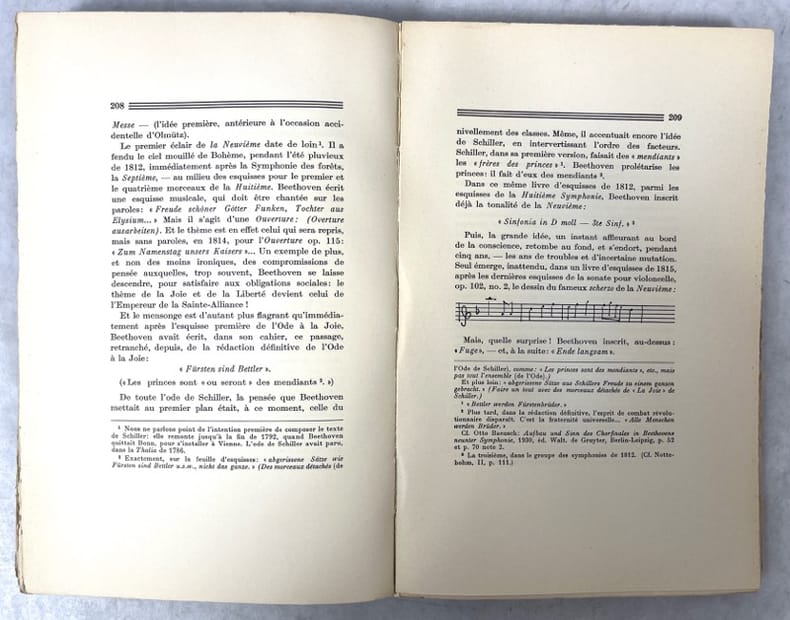 208
Messe — (l'idée première, antérieure à l'occasion acci-
dentelle d'Olmütz).
Le premier éclair de la Neuvième date de loin¹. Il a
fendu le ciel mouillé de Bohème, pendant l'été pluvieux
de 1812, immédiatement après la Symphonie des forêts,
la Septième, — au milieu des esquisses pour le premier et
le quatrième morceaux de la Huitième. Beethoven écrit
une esquisse musicale, qui doit être chantée sur les
paroles: « Freude schöner Götter Funken, Tochter aus
Elysium... » Mais il s'agit d'une Ouverture: (Overture
ausarbeiten). Et le thème est en effet celui qui sera repris,
mais sans paroles, en 1814, pour l'Ouverture op. 115:
« Zum Namenstag unsers Kaisers »... Un exemple de plus,
et non des moins ironiques, des compromissions de
pensée auxquelles, trop souvent, Beethoven se laisse
descendre, pour satisfaire aux obligations sociales: le
thème de la Joie et de la Liberté devient celui de
l'Empereur de la Sainte-Alliance !
Et le mensonge est d'autant plus flagrant qu'immédia-
tement après l'esquisse première de l'Ode à la Joie,
Beethoven avait écrit, dans son cahier, ce passage,
retranché, depuis, de la rédaction définitive de l'Ode
à la Joie:
« Fürsten sind Bettler ».
(« Les princes sont « ou seront » des mendiants ². »)
De toute l'ode de Schiller, la pensée que Beethoven
mettait au premier plan était, à ce moment, celle du
¹ Nous ne parlons point de l'intention première de composer le texte
de Schiller: elle remonte jusqu'à la fin de 1792, quand Beethoven
quittait Bonn, pour s'installer à Vienne. L'ode de Schiller avait paru,
dans la Thalia de 1786.
² Exactement, sur la feuille d'esquisses: « abgerissene Sätze wie
Fürsten sind Bettler u.s.w., nicht das ganze. » (Des morceaux détachés (de
209
nivellement des classes. Même, il accentuait encore l'idée
de Schiller, en intervertissant l'ordre des facteurs.
Schiller, dans sa première version, faisait des « mendiants »
les « frères des princes » ¹. Beethoven prolétarise les
princes: il fait d'eux des mendiants ².
Dans ce même livre d'esquisses de 1812, parmi les
esquisses de la Huitième Symphonie, Beethoven inscrit
déjà la tonalité de la Neuvième:
« Sinfonia in D moll — 3te Sinf. » ³
Puis, la grande idée, un instant affleurant au bord
de la conscience, retombe au fond, et s'endort, pendant
cinq ans, — les ans de troubles et d'incertaine mutation.
Seul émerge, inattendu, dans un livre d'esquisses de 1815,
après les dernières esquisses de la sonate pour violoncelle,
op. 102, no. 2, le dessin du fameux scherzo de la Neuvième:
Mais, quelle surprise ! Beethoven inscrit, au-dessus:
« Fuge », — et, à la suite: « Ende langsam ».
l'Ode de Schiller), comme: « Les princes sont des mendiants », etc., mais
pas tout l'ensemble (de l'Ode).)
Et plus loin: « abgerissene Sätze aus Schillers Freude zu einem ganzen
gebracht. » (Faire un tout avec des morceaux détachés de « La Joie » de
Schiller.)
¹ « Bettler werden Fürstenbrüder. »
² Plus tard, dans la rédaction définitive, l'esprit de combat révolu-
tionnaire disparaît. C'est la fraternité universelle... « Alle Menschen
werden Brüder. »
Cf. Otto Baensch: Aufbau und Sinn des Chorfinales in Beethovens
neunter Symphonie, 1930, éd. Walt. de Gruyter, Berlin-Leipzig, p. 52
et p. 70 note 2.
³ La troisième, dans le groupe des symphonies de 1812. (Cf. Notte-
bohm, II, p. 111.)